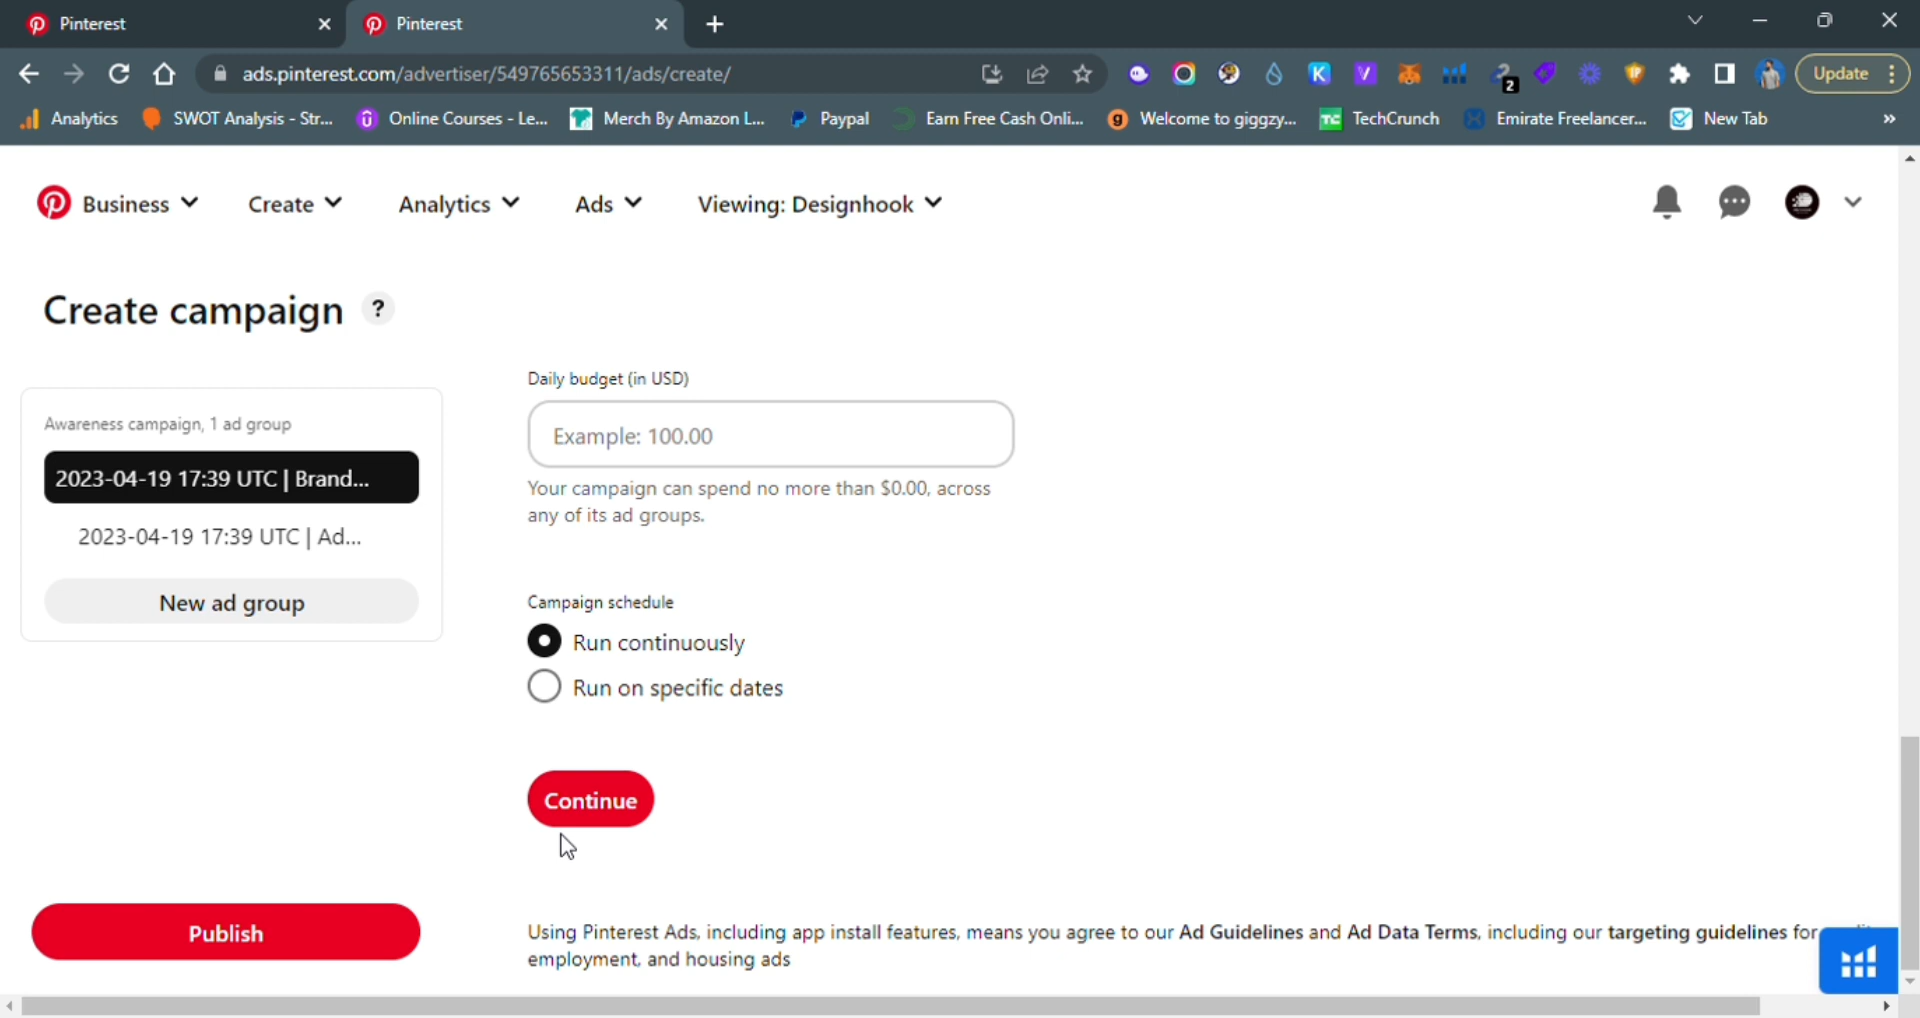 Pinterest
Pinterest
ads.pinterest.com/advertiser/549765653311/ads/create/
K
V
2
Update
Analytics
SWOT Analysis - Str...
Online Courses - Le...
Merch By Amazon L...
Paypal
Earn Free Cash Onli...
Welcome to giggzy...
TechCrunch
Emirate Freelancer...
New Tab
»
Business
Create
Analytics
Ads
Viewing: Designhook
Create campaign ?
Awareness campaign, 1 ad group
2023-04-19 17:39 UTC | Brand...
2023-04-19 17:39 UTC | Ad...
New ad group
Publish
Daily budget (in USD)
Example: 100.00
Your campaign can spend no more than $0.00, across
any of its ad groups.
Campaign schedule
Run continuously
Run on specific dates
Continue
Using Pinterest Ads, including app install features, means you agree to our Ad Guidelines and Ad Data Terms, including our targeting guidelines for
employment, and housing ads